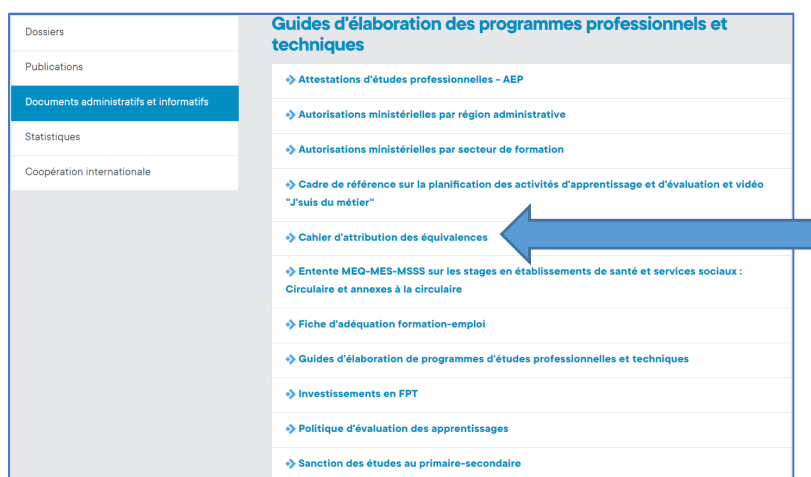 Dossiers
Publications
Documents administratifs et informatifs
Statistiques
Coopération internationale
Guides d'élaboration des programmes professionnels et
techniques
Attestations d'études professionnelles - AEP
Autorisations ministérielles par région administrative
Autorisations ministérielles par secteur de formation
Cadre de référence sur la planification des activités d'apprentissage et d'évaluation et vidéo
"J'suis du métier"
Cahier d'attribution des équivalences
Entente MEQ-MES-MSSS sur les stages en établissements de santé et services sociaux :
Circulaire et annexes à la circulaire
Fiche d'adéquation formation-emploi
Guides d'élaboration de programmes d'études professionnelles et techniques
Investissements en FPT
Politique d'évaluation des apprentissages
Sanction des études au primaire-secondaire